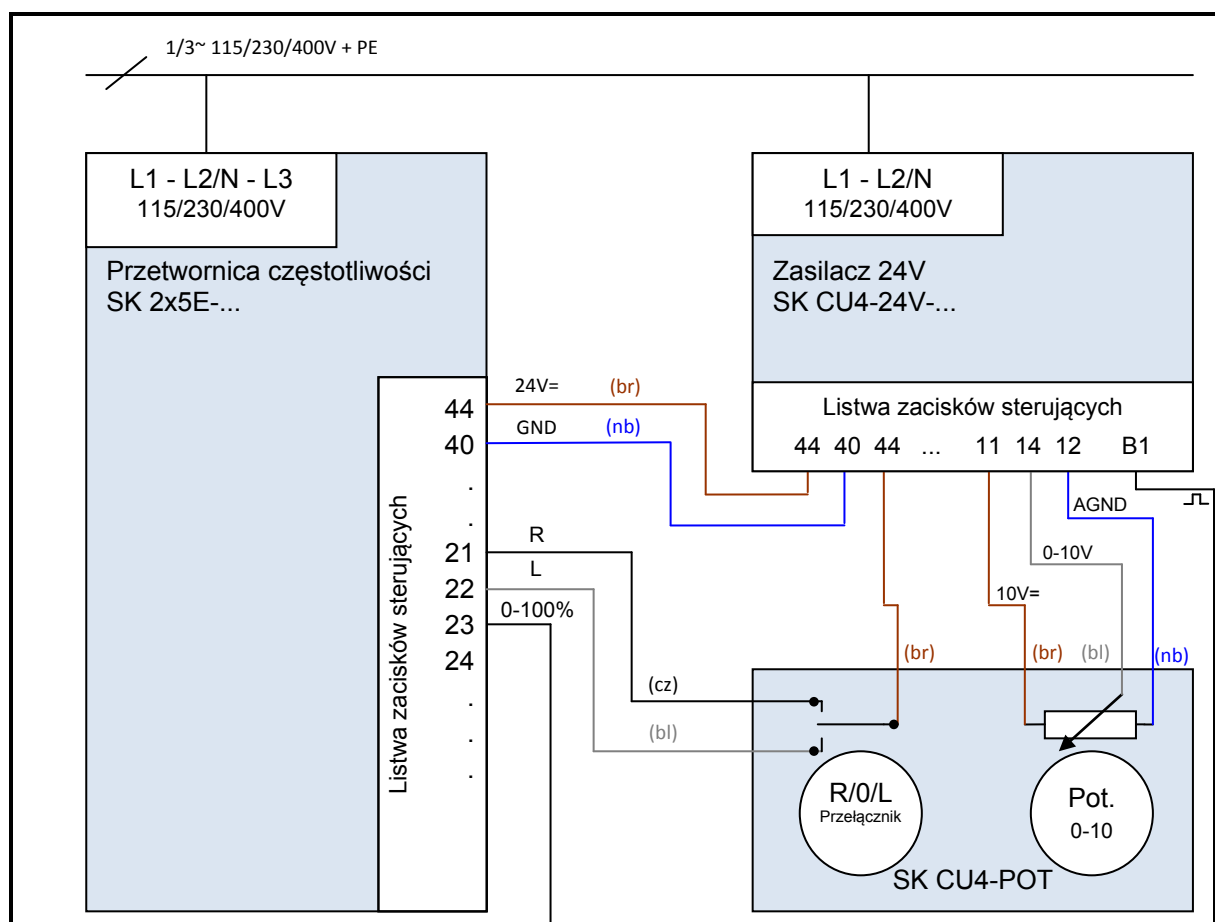 1/3~ 115/230/400V + PE
L1 - L2/N - L3
115/230/400V
Przetwornica częstotliwości
SK 2x5E-...
L1 - L2/N
115/230/400V
Zasilacz 24V
SK CU4-24V-...
Listwa zacisków sterujących
44 40 44 ... 11 14 12 B1
24V= (br)
44
GND (nb)
40
.
.
R
21
L
22
0-100%
23
24
.
.
.
Listwa zacisków sterujących
AGND
0-10V
10V=
(br)
(br)
(bl)
(nb)
(cz)
(bl)
R/0/L
Przełącznik
Pot.
0-10
SK CU4-POT